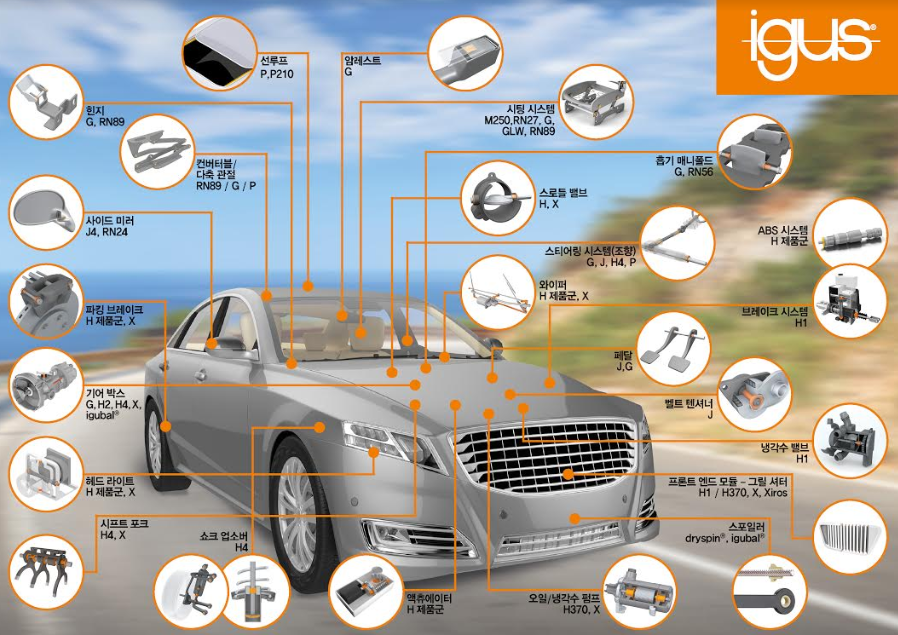 igus®
선루프
P,P210
암레스트
G
힌지
G, RN89
시팅 시스템
M250,RN27, G,
GLW, RN89
컨버터블/
다축 관절
RN89 / G / P
흡기 매니폴드
G, RN56
사이드 미러
J4, RN24
스로틀 밸브
H, X
ABS 시스템
H 제품군
스티어링 시스템(조향)
G, J, H4, P
파킹 브레이크
H 제품군, X
와이퍼
H 제품군, X
브레이크 시스템
H1
페달
J,G
기어 박스
G, H2, H4, X,
igubal®
벨트 텐셔너
J
냉각수 밸브
H1
헤드 라이트
H 제품군, X
프론트 엔드 모듈 – 그릴 셔터
H1 / H370, X, Xiros
시프트 포크
H4, X
쇼크 업소버
H4
스포일러
dryspin®, igubal®
액츄에이터
H 제품군
오일/냉각수 펌프
H370, X